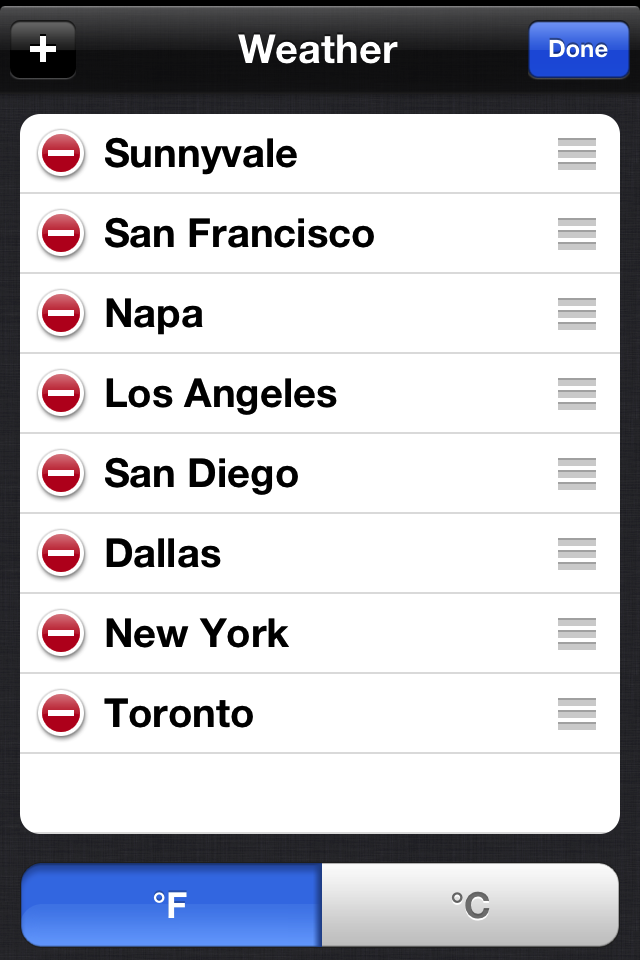 Weather
Done
Sunnyvale
San Francisco
Napa
Los Angeles
San Diego
Dallas
New York
Toronto
°F
°C